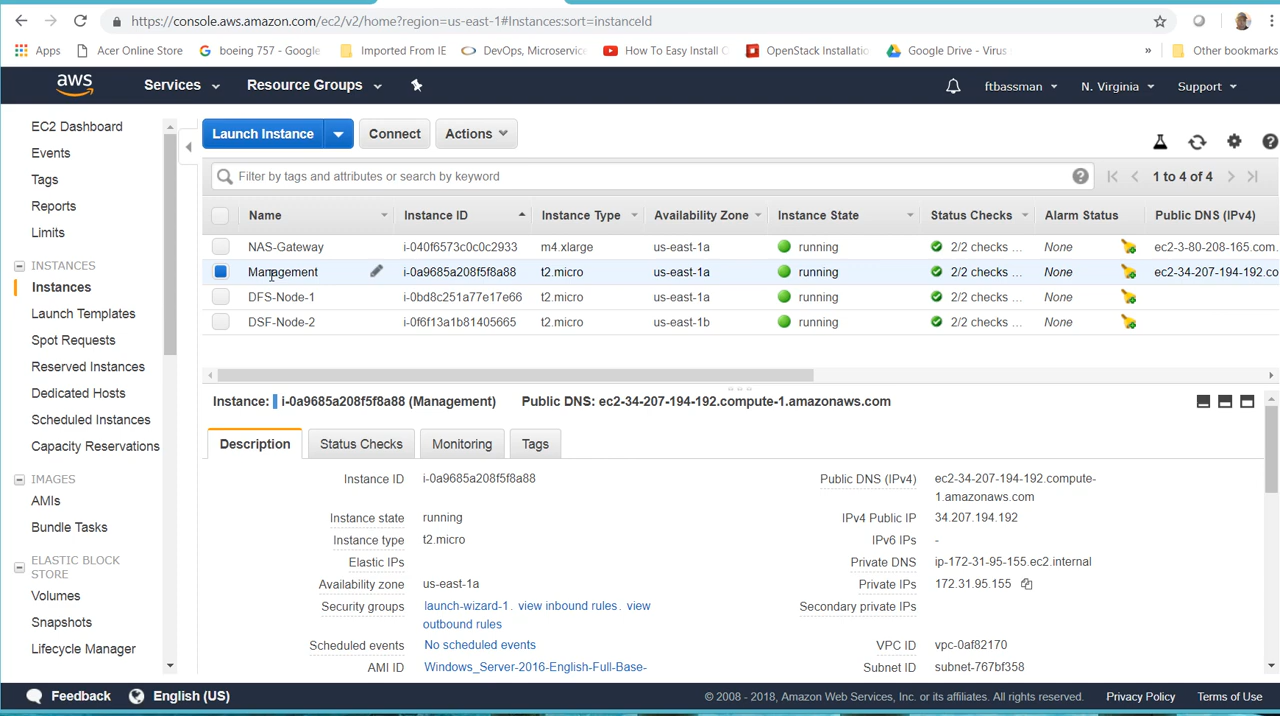 https://console.aws.amazon.com/ec2/v2/home?region=us-east-1#Instances:sort=instanceId
Apps Acer Online Store boeing 757 - Google Imported From IE DevOps, Microservic How To Easy Install OpenStack Installatio Google Drive - Virus » Other bookmarks
aws Services Resource Groups ftbassman N. Virginia Support
EC2 Dashboard
Events
Tags
Reports
Limits
INSTANCES
Instances
Launch Templates
Spot Requests
Reserved Instances
Dedicated Hosts
Scheduled Instances
Capacity Reservations
IMAGES
AMIs
Bundle Tasks
ELASTIC BLOCK
STORE
Volumes
Snapshots
Lifecycle Manager
Launch Instance Connect Actions
Filter by tags and attributes or search by keyword 1 to 4 of 4
Name Instance ID Instance Type Availability Zone Instance State Status Checks Alarm Status Public DNS (IPv4)
NAS-Gateway i-040f6573c0c0c2933 m4.xlarge us-east-1a running 2/2 checks ... None ec2-3-80-208-165.com.
Management i-0a9685a208f5f8a88 t2.micro us-east-1a running 2/2 checks ... None ec2-34-207-194-192.co
DFS-Node-1 i-0bd8c251a77e17e66 t2.micro us-east-1a running 2/2 checks ... None
DSF-Node-2 i-0f6f13a1b81405665 t2.micro us-east-1b running 2/2 checks ... None
Instance: i-0a9685a208f5f8a88 (Management) Public DNS: ec2-34-207-194-192.compute-1.amazonaws.com
Description Status Checks Monitoring Tags
Instance ID i-0a9685a208f5f8a88
Instance state running
Instance type t2.micro
Elastic IPs
Availability zone us-east-1a
Security groups launch-wizard-1. view inbound rules. view
outbound rules
Scheduled events No scheduled events
AMI ID Windows_Server-2016-English-Full-Base-
Public DNS (IPv4) ec2-34-207-194-192.compute-
1.amazonaws.com
IPv4 Public IP 34.207.194.192
IPv6 IPs -
Private DNS ip-172-31-95-155.ec2.internal
Private IPs 172.31.95.155
Secondary private IPs
VPC ID vpc-0af82170
Subnet ID subnet-767bf358
Feedback English (US) © 2008 - 2018, Amazon Web Services, Inc. or its affiliates. All rights reserved. Privacy Policy Terms of Use